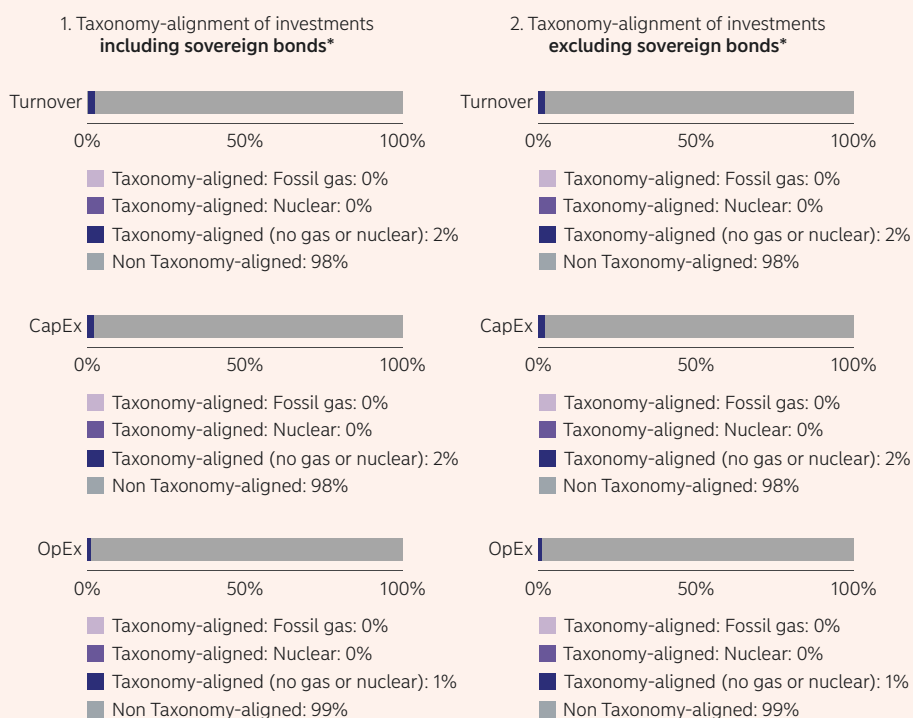 1. Taxonomy-alignment of investments
including sovereign bonds*
Turnover
0% 50% 100%
Taxonomy-aligned: Fossil gas: 0%
Taxonomy-aligned: Nuclear: 0%
Taxonomy-aligned (no gas or nuclear): 2%
Non Taxonomy-aligned: 98%
CapEx
0% 50% 100%
Taxonomy-aligned: Fossil gas: 0%
Taxonomy-aligned: Nuclear: 0%
Taxonomy-aligned (no gas or nuclear): 2%
Non Taxonomy-aligned: 98%
OpEx
0% 50% 100%
Taxonomy-aligned: Fossil gas: 0%
Taxonomy-aligned: Nuclear: 0%
Taxonomy-aligned (no gas or nuclear): 1%
Non Taxonomy-aligned: 99%
2. Taxonomy-alignment of investments
excluding sovereign bonds*
Turnover
0% 50% 100%
Taxonomy-aligned: Fossil gas: 0%
Taxonomy-aligned: Nuclear: 0%
Taxonomy-aligned (no gas or nuclear): 2%
Non Taxonomy-aligned: 98%
CapEx
0% 50% 100%
Taxonomy-aligned: Fossil gas: 0%
Taxonomy-aligned: Nuclear: 0%
Taxonomy-aligned (no gas or nuclear): 2%
Non Taxonomy-aligned: 98%
OpEx
0% 50% 100%
Taxonomy-aligned: Fossil gas: 0%
Taxonomy-aligned: Nuclear: 0%
Taxonomy-aligned (no gas or nuclear): 1%
Non Taxonomy-aligned: 99%